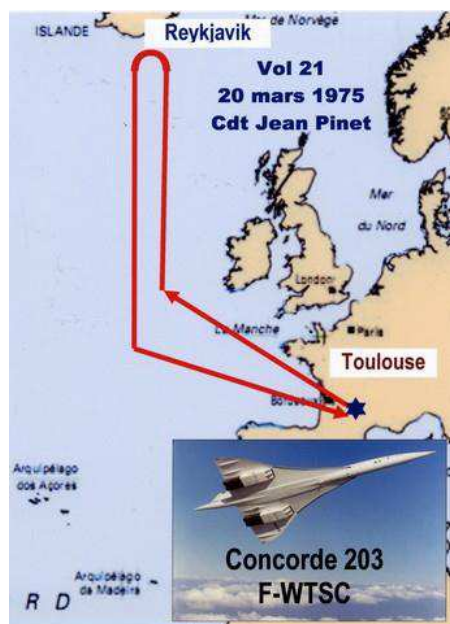 ISLANDE
Mer de Norvège
Reykjavik
Vol 21
20 mars 1975
Cdt Jean Pinet
Mer
du Nord
London
La Manche
Paris
Toulouse
Bordeaux
Arquipélago
dos Açores
Concorde 203
F-WTSC
Arquipélago
da Madeira
R D